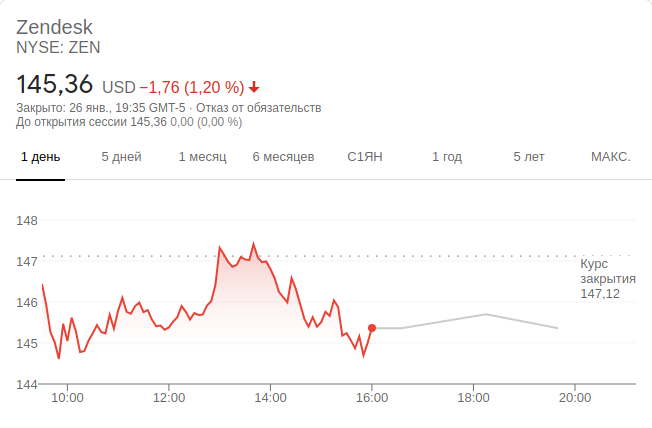 Zendesk
NYSE: ZEN
145,36 USD −1,76 (1,20 %)
Закрыто: 26 янв., 19:35 GMT-5 · Отказ от обязательств
До открытия сессии 145,36 0,00 (0,00 %)
1 день 5 дней 1 месяц 6 месяцев С1ЯН 1 год 5 лет МАКС.
148
147
Курс
закрытия
147,12
146
145
144
10:00 12:00 14:00 16:00 18:00 20:00